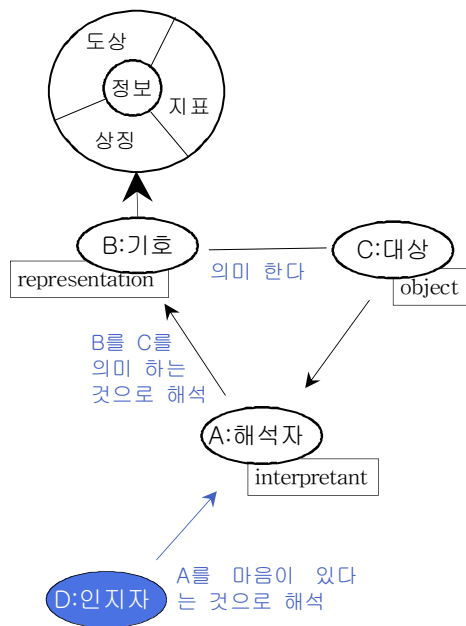 도상
정보
지표
상징
B:기호
C:대상
의미 한다
representation
object
B를 C를
의미 하는
것으로 해석
A:해석자
interpretant
A를 마음이 있다
는 것으로 해석
D:인지자